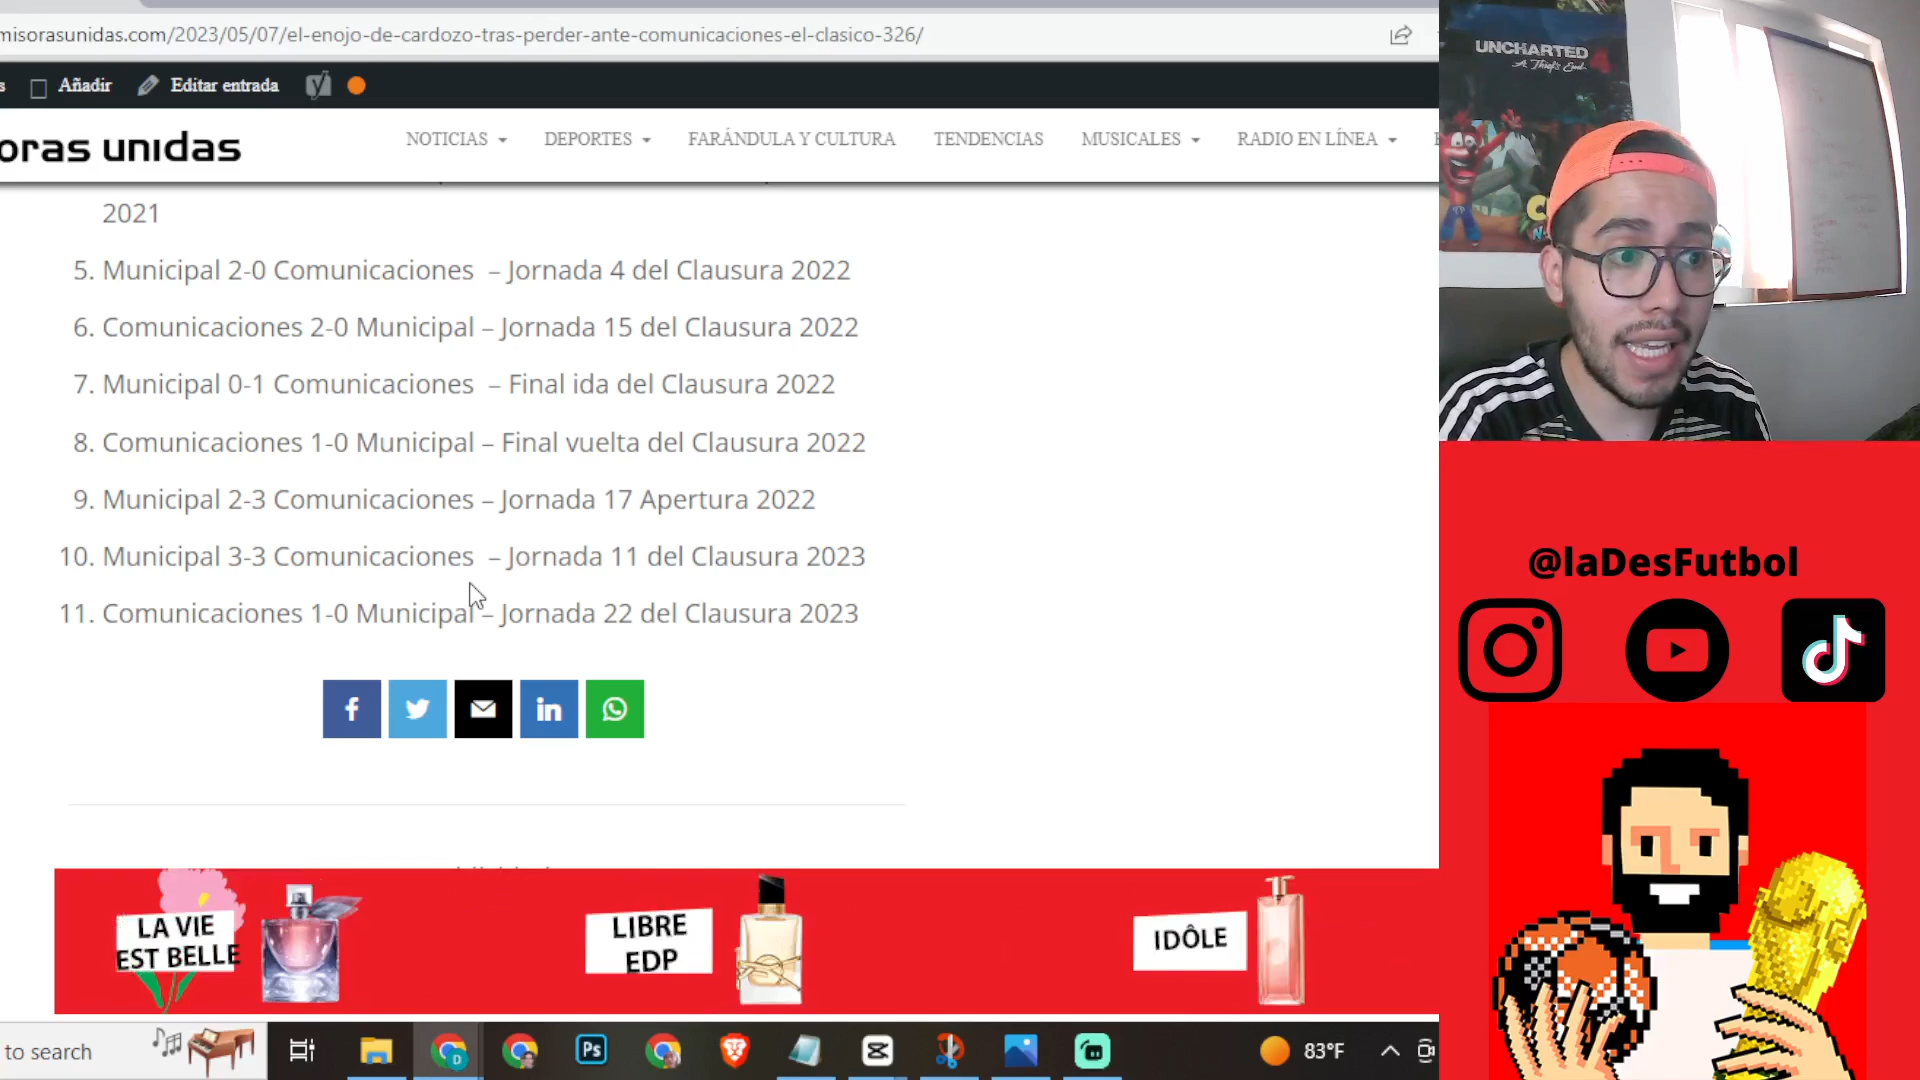 misorasunidas.com/2023/05/07/el-enojo-de-cardozo-tras-perder-ante-comunicaciones-el-clasico-326/
s Añadir Editar entrada
oras unidas NOTICIAS DEPORTES FARÁNDULA Y CULTURA TENDENCIAS MUSICALES RADIO EN LÍNEA
2021
5. Municipal 2-0 Comunicaciones – Jornada 4 del Clausura 2022
6. Comunicaciones 2-0 Municipal – Jornada 15 del Clausura 2022
7. Municipal 0-1 Comunicaciones – Final ida del Clausura 2022
8. Comunicaciones 1-0 Municipal – Final vuelta del Clausura 2022
9. Municipal 2-3 Comunicaciones – Jornada 17 Apertura 2022
10. Municipal 3-3 Comunicaciones – Jornada 11 del Clausura 2023
11. Comunicaciones 1-0 Municipal – Jornada 22 del Clausura 2023
LA VIE
EST BELLE
LIBRE
EDP
IDÔLE
to search
Ps
83°F
UNCHARTED 4
A Thief's End
@laDesFutbol